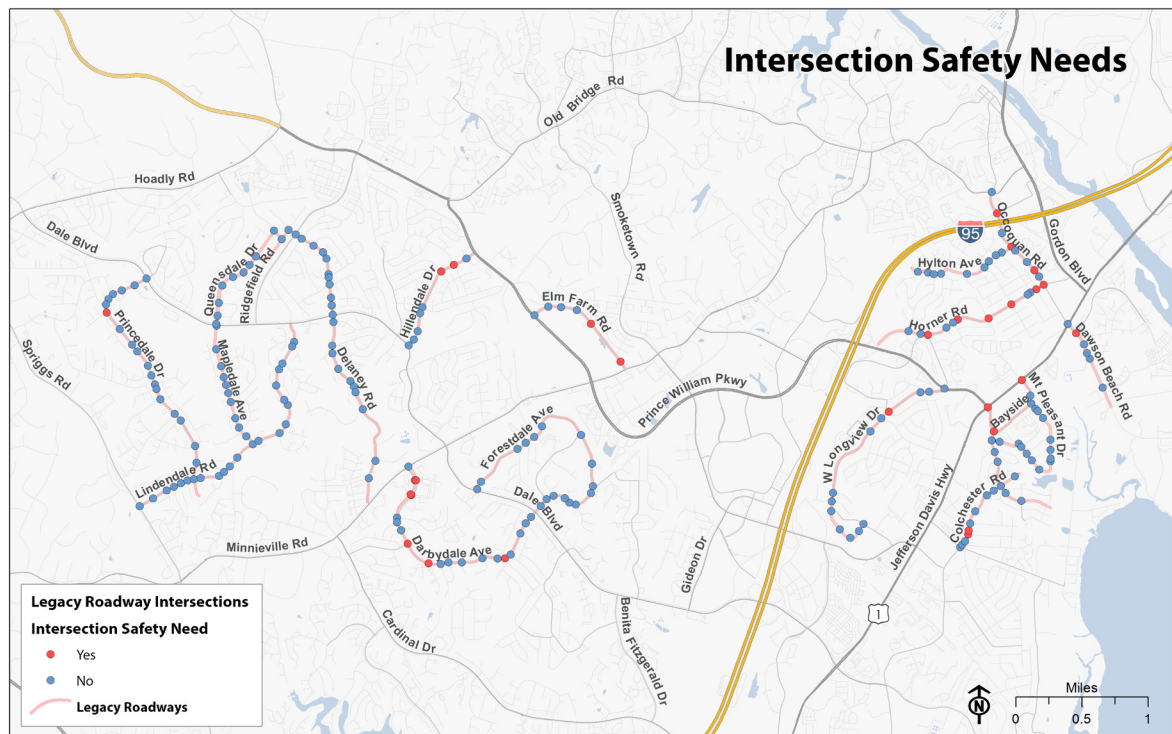 Intersection Safety Needs
Old Bridge Rd
Hoadly Rd
Dale Blvd
Smoketown Rd
Occoquan Rd
95
Gordon Blvd
Queensdale Dr
Ridgefield Rd
Hylton Ave
Hillendale Dr
Elm Farm Rd
Horner Rd
Princedale Dr
Spriggs Rd
Mapledale Ave
Delaney Rd
Dawson Beach Rd
Prince William Pkwy
Mt Pleasant Dr
Bayside
W Longview Dr
Forestdale Ave
Lindendale Rd
Dale Blvd
Colchester Rd
Jefferson Davis Hwy
Minnieville Rd
Darbydale Ave
Gideon Dr
Cardinal Dr
Benita Fitzgerald Dr
1
Legacy Roadway Intersections
Intersection Safety Need
Yes
No
Legacy Roadways
N
Miles
0 0.5 1